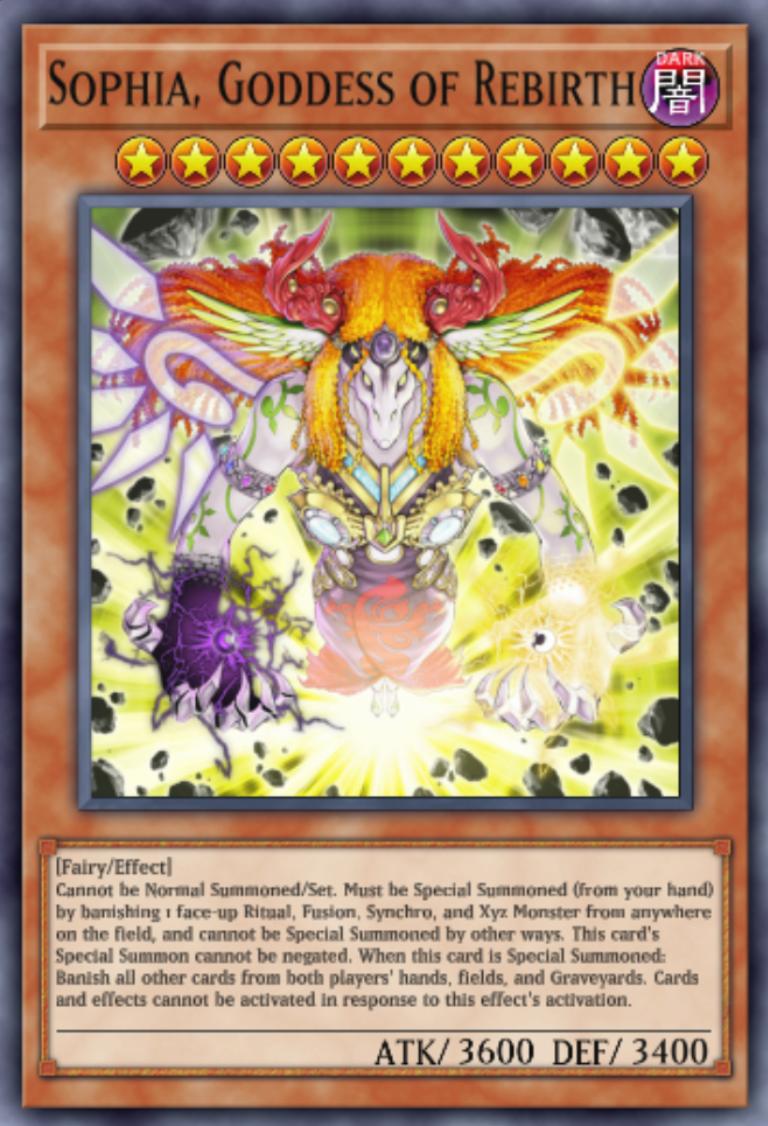 SOPHIA, GODDESS OF REBIRTH
DARK
闇
[Fairy/Effect]
Cannot be Normal Summoned/Set. Must be Special Summoned (from your hand)
by banishing 1 face-up Ritual, Fusion, Synchro, and Xyz Monster from anywhere
on the field, and cannot be Special Summoned by other ways. This card's
Special Summon cannot be negated. When this card is Special Summoned:
Banish all other cards from both players' hands, fields, and Graveyards. Cards
and effects cannot be activated in response to this effect's activation.
ATK/ 3600 DEF/ 3400